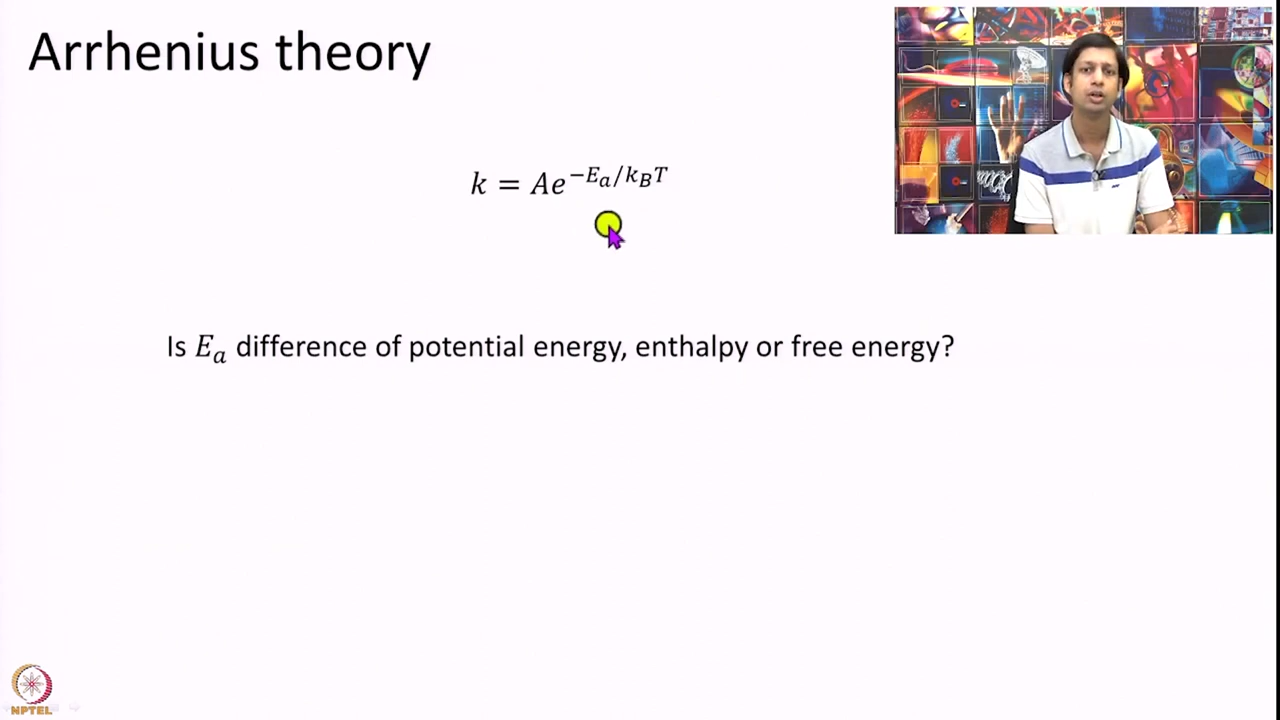 Arrhenius theory
k = Ae^{-E_a/k_BT}
Is E_a difference of potential energy, enthalpy or free energy?
NPTEL